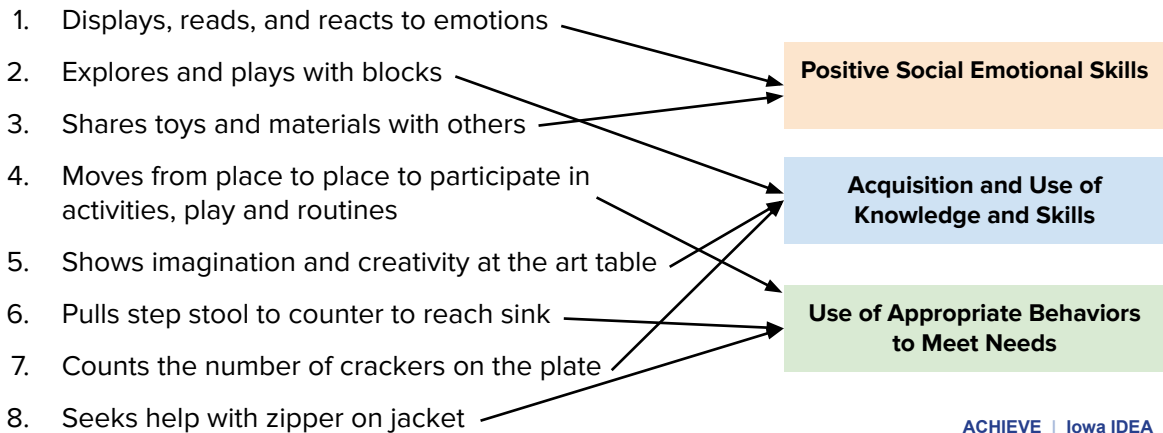 1. Displays, reads, and reacts to emotions
2. Explores and plays with blocks
3. Shares toys and materials with others
4. Moves from place to place to participate in
activities, play and routines
5. Shows imagination and creativity at the art table
6. Pulls step stool to counter to reach sink
7. Counts the number of crackers on the plate
8. Seeks help with zipper on jacket
Positive Social Emotional Skills
Acquisition and Use of
Knowledge and Skills
Use of Appropriate Behaviors
to Meet Needs
ACHIEVE | Iowa IDEA